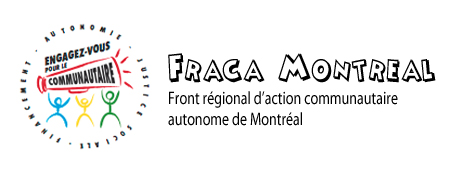 AUTONOMIE · JUSTICE SOCIALE · FINANCEMENT ·
ENGAGEZ-VOUS
POUR LE
COMMUNAUTAIRE
FRACA MONTREAL
Front régional d'action communautaire
autonome de Montréal